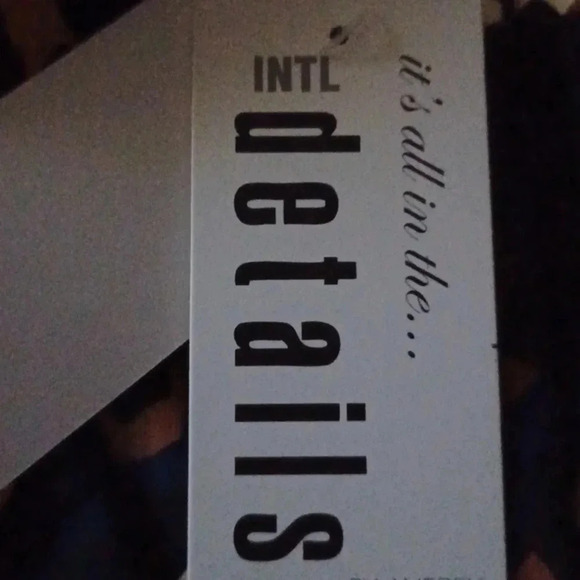 it's all in the...
INTL
details